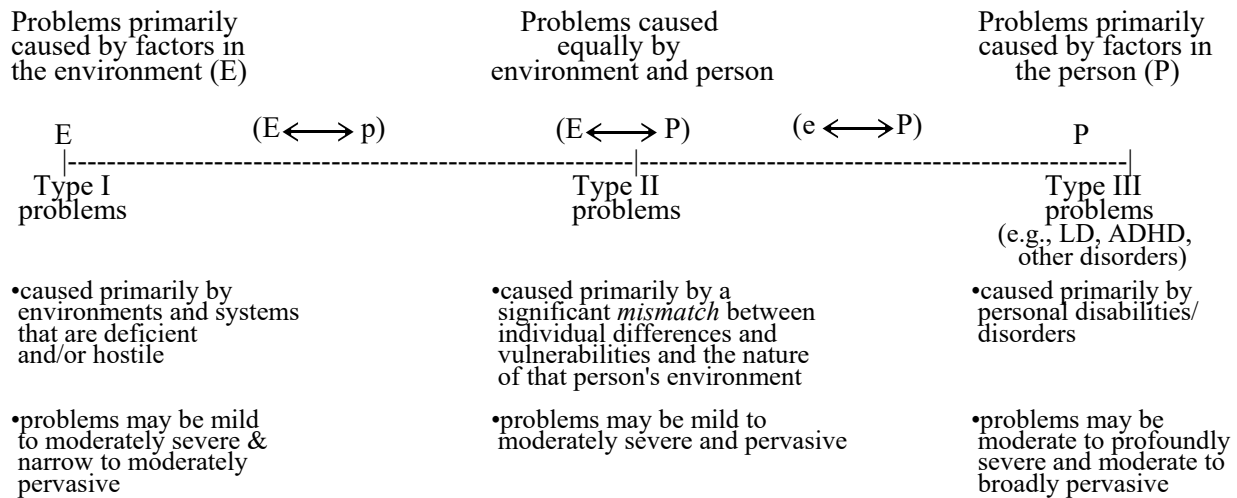 Problems primarily
caused by factors in
the environment (E)
Problems caused
equally by
environment and person
Problems primarily
caused by factors in
the person (P)
E
(E ⟷ p)
(E ⟷ P)
(e ⟷ P)
P
|--------------------------------------------------------------------|--------------------------------------------------------------------|
Type I
problems
Type II
problems
Type III
problems
(e.g., LD, ADHD,
other disorders)
•caused primarily by
environments and systems
that are deficient
and/or hostile
•caused primarily by a
significant mismatch between
individual differences and
vulnerabilities and the nature
of that person's environment
•caused primarily by
personal disabilities/
disorders
•problems may be mild
to moderately severe &
narrow to moderately
pervasive
•problems may be mild to
moderately severe and pervasive
•problems may be
moderate to profoundly
severe and moderate to
broadly pervasive